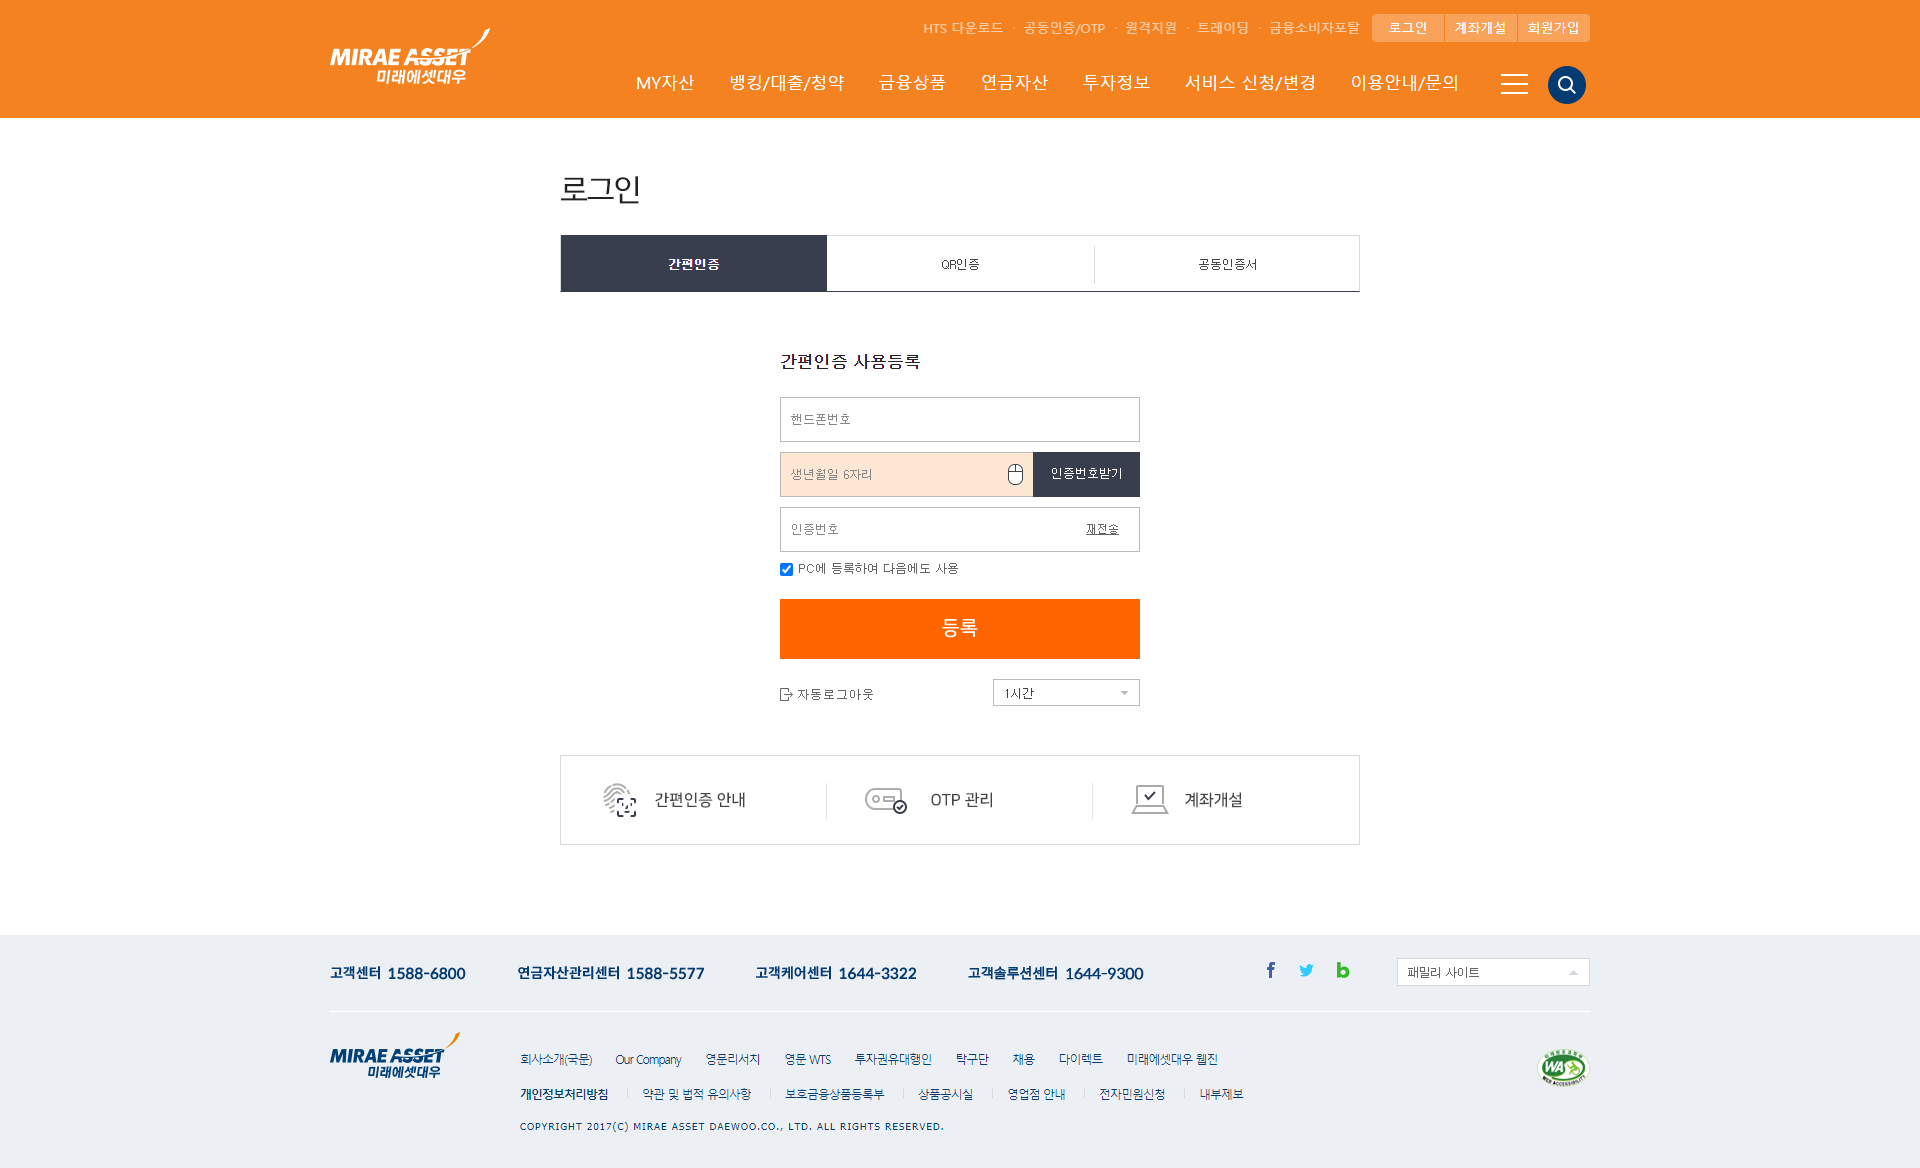 MIRAE ASSET
미래에셋대우
HTS 다운로드 · 공동인증/OTP · 원격지원 · 트레이딩 · 금융소비자포탈 로그인 계좌개설 회원가입
MY자산 뱅킹/대출/청약 금융상품 연금자산 투자정보 서비스 신청/변경 이용안내/문의
로그인
간편인증 QR인증 공동인증서
간편인증 사용등록
핸드폰번호
생년월일 6자리 인증번호받기
인증번호 재전송
PC에 등록하여 다음에도 사용
등록
자동로그아웃 1시간
간편인증 안내 OTP 관리 계좌개설
고객센터 1588-6800 연금자산관리센터 1588-5577 고객케어센터 1644-3322 고객솔루션센터 1644-9300 패밀리 사이트
MIRAE ASSET
미래에셋대우
회사소개(국문) Our Company 영문리서치 영문 WTS 투자권유대행인 탁구단 채용 다이렉트 미래에셋대우 웹진
개인정보처리방침 약관 및 법적 유의사항 보호금융상품등록부 상품공시실 영업점 안내 전자민원신청 내부제보
COPYRIGHT 2017(C) MIRAE ASSET DAEWOO.CO., LTD. ALL RIGHTS RESERVED.
WA
WEB ACCESSIBILITY